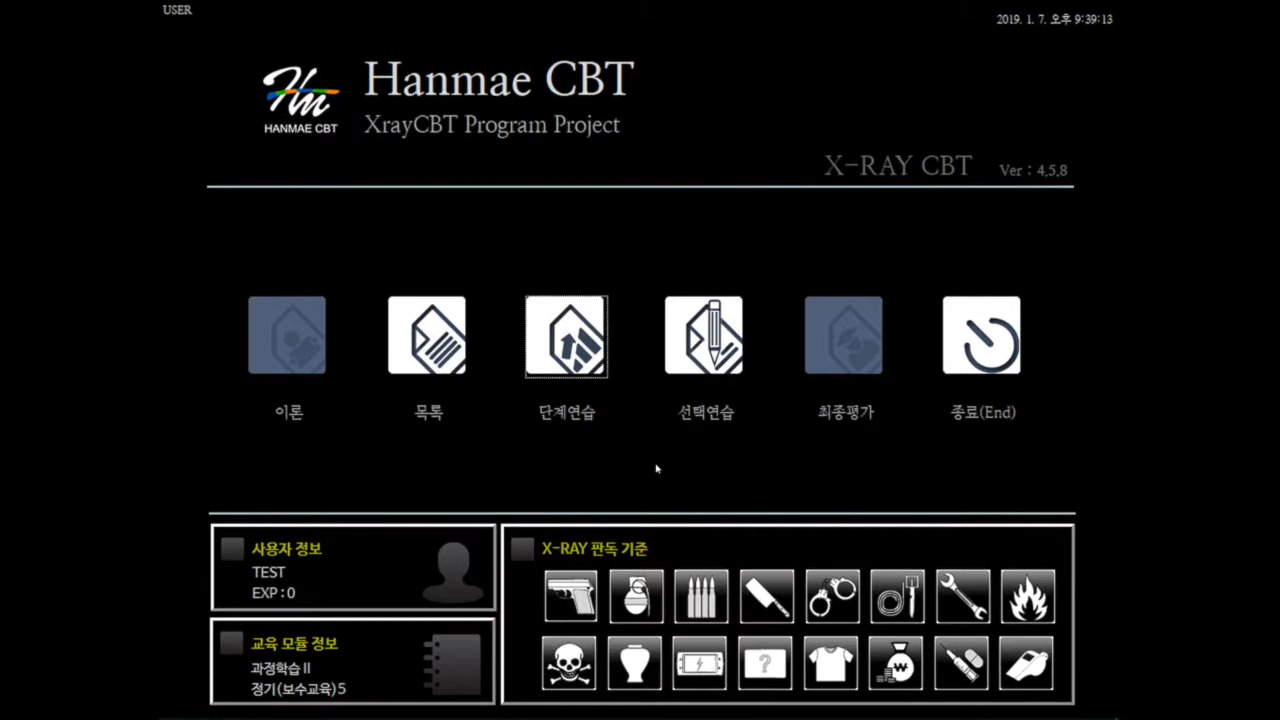 USER
2019. 1. 7. 오후 9:39:13
Hanmae CBT
HANMAE CBT
XrayCBT Program Project
X-RAY CBT Ver : 4.5.8
이론
목록
단계연습
선택연습
최종평가
종료(End)
사용자 정보
TEST
EXP : 0
교육 모듈 정보
과정학습 II
정기(보수교육) 5
X-RAY 판독 기준
?
₩